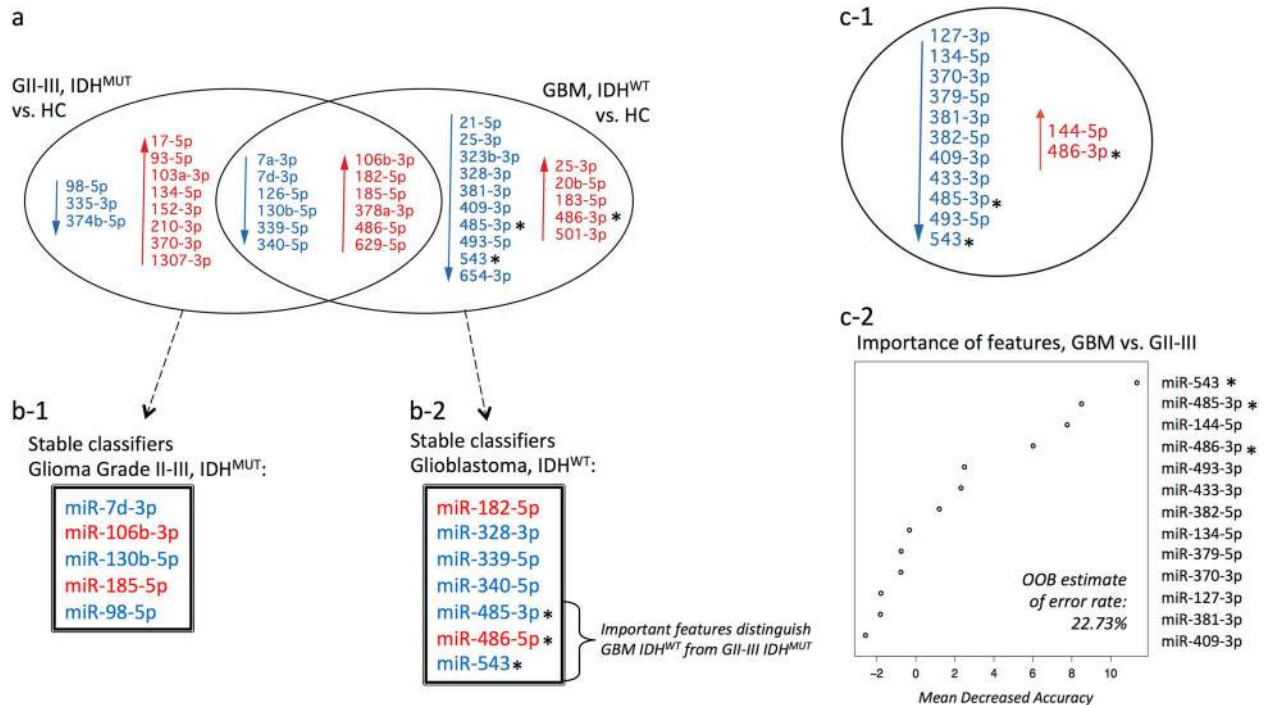 a
GII-III, IDH^MUT
vs. HC
GBM, IDH^WT
vs. HC
98-5p
335-3p
374b-5p
17-5p
93-5p
103a-3p
134-5p
152-3p
210-3p
370-3p
1307-3p
7a-3p
7d-3p
126-5p
130b-5p
339-5p
340-5p
106b-3p
182-5p
185-5p
378a-3p
486-5p
629-5p
21-5p
25-3p
323b-3p
328-3p
381-3p
409-3p
485-3p *
493-5p
543 *
654-3p
25-3p
20b-5p
183-5p
486-3p *
501-3p
b-1
Stable classifiers
Glioma Grade II-III, IDH^MUT:
miR-7d-3p
miR-106b-3p
miR-130b-5p
miR-185-5p
miR-98-5p
b-2
Stable classifiers
Glioblastoma, IDH^WT:
miR-182-5p
miR-328-3p
miR-339-5p
miR-340-5p
miR-485-3p *
miR-486-5p *
miR-543 *
Important features distinguish
GBM IDH^WT from GII-III IDH^MUT
c-1
127-3p
134-5p
370-3p
379-5p
381-3p
382-5p
409-3p
433-3p
485-3p *
493-5p
543 *
144-5p
486-3p *
c-2
Importance of features, GBM vs. GII-III
miR-543 *
miR-485-3p *
miR-144-5p
miR-486-3p *
miR-493-3p
miR-433-3p
miR-382-5p
miR-134-5p
miR-379-5p
miR-370-3p
miR-127-3p
miR-381-3p
miR-409-3p
OOB estimate
of error rate:
22.73%
−2 0 2 4 6 8 10
Mean Decreased Accuracy